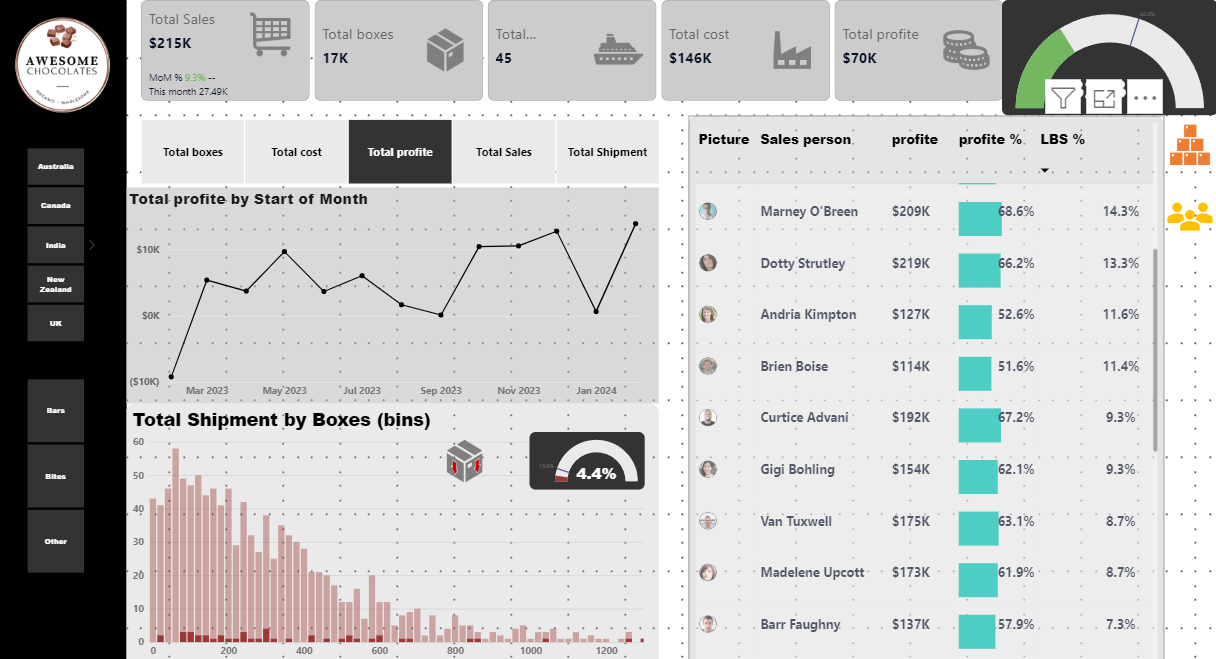 AWESOME
CHOCOLATES
ORGANIC • WHOLESOME
Australia
Canada
India
New
Zealand
UK
Bars
Bites
Other
Total Sales
$215K
MoM % 9.3% --
This month 27.49K
Total boxes
17K
Total...
45
Total cost
$146K
Total profit
$70K
60.0%
Total boxes
Total cost
Total profit
Total Sales
Total Shipment
Total profite by Start of Month
$10K
$0K
($10K)
Mar 2023
May 2023
Jul 2023
Sep 2023
Nov 2023
Jan 2024
Total Shipment by Boxes (bins)
60
50
40
30
20
10
0
0
200
400
600
800
1000
1200
4.4%
Picture Sales person profite profite % LBS %
Marney O'Breen $209K 68.6% 14.3%
Dotty Strutley $219K 66.2% 13.3%
Andria Kimpton $127K 52.6% 11.6%
Brien Boise $114K 51.6% 11.4%
Curtice Advani $192K 67.2% 9.3%
Gigi Bohling $154K 62.1% 9.3%
Van Tuxwell $175K 63.1% 8.7%
Madelene Upcott $173K 61.9% 8.7%
Barr Faughny $137K 57.9% 7.3%